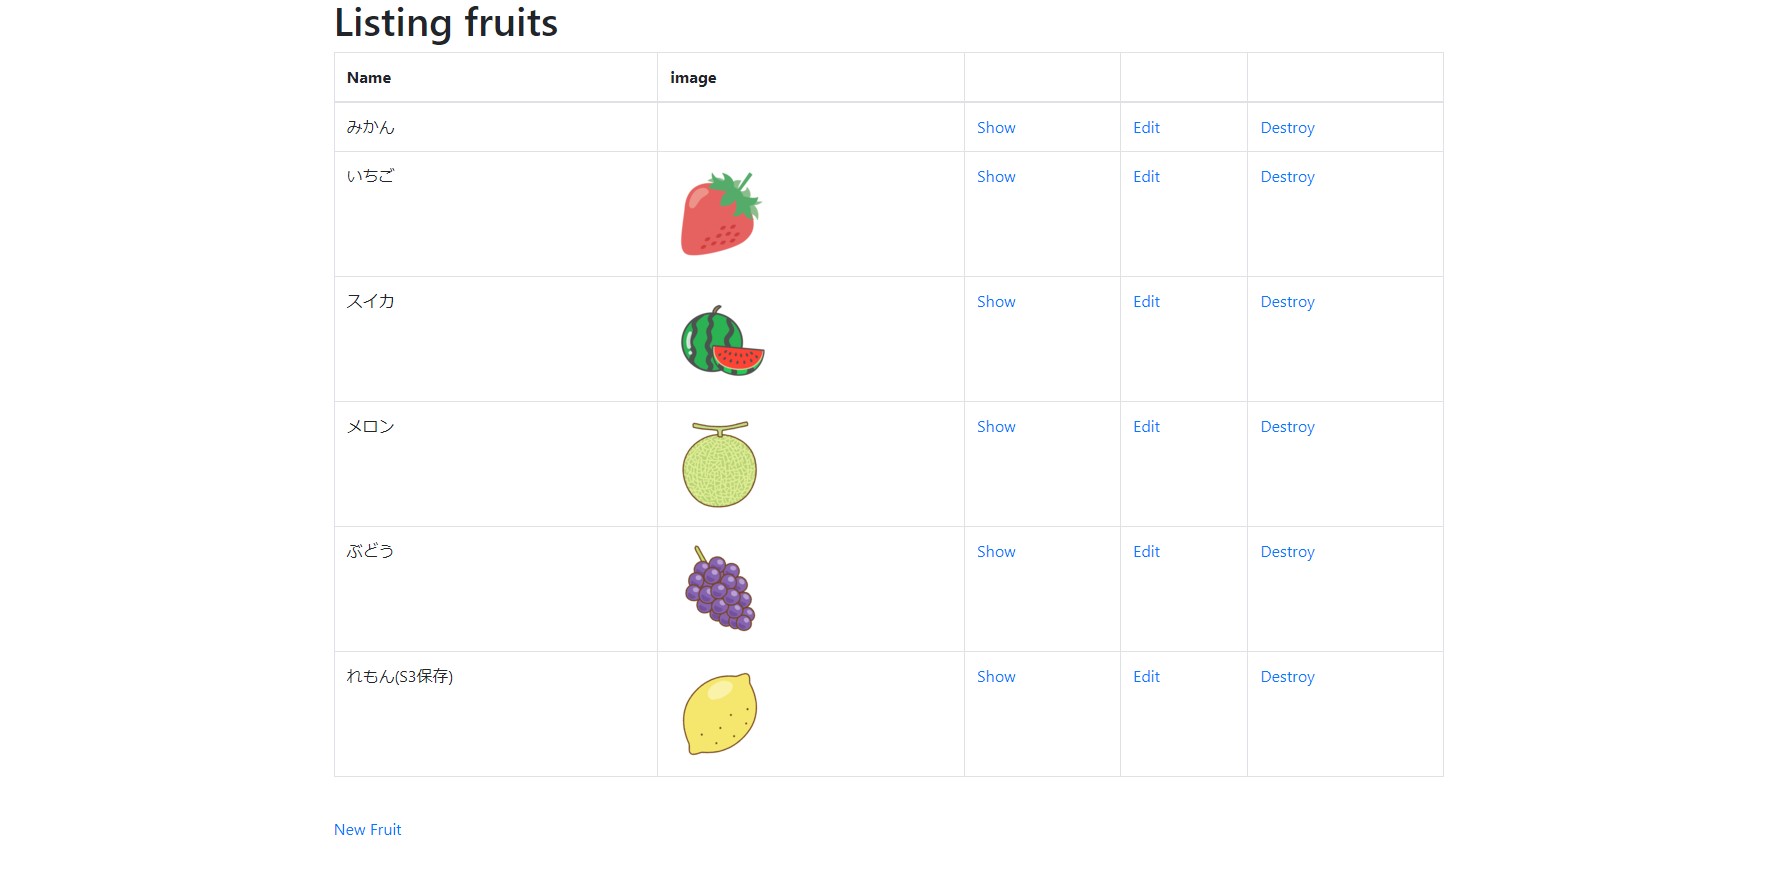 Listing fruits
Name image
みかん Show Edit Destroy
いちご Show Edit Destroy
スイカ Show Edit Destroy
メロン Show Edit Destroy
ぶどう Show Edit Destroy
れもん(S3保存) Show Edit Destroy
New Fruit